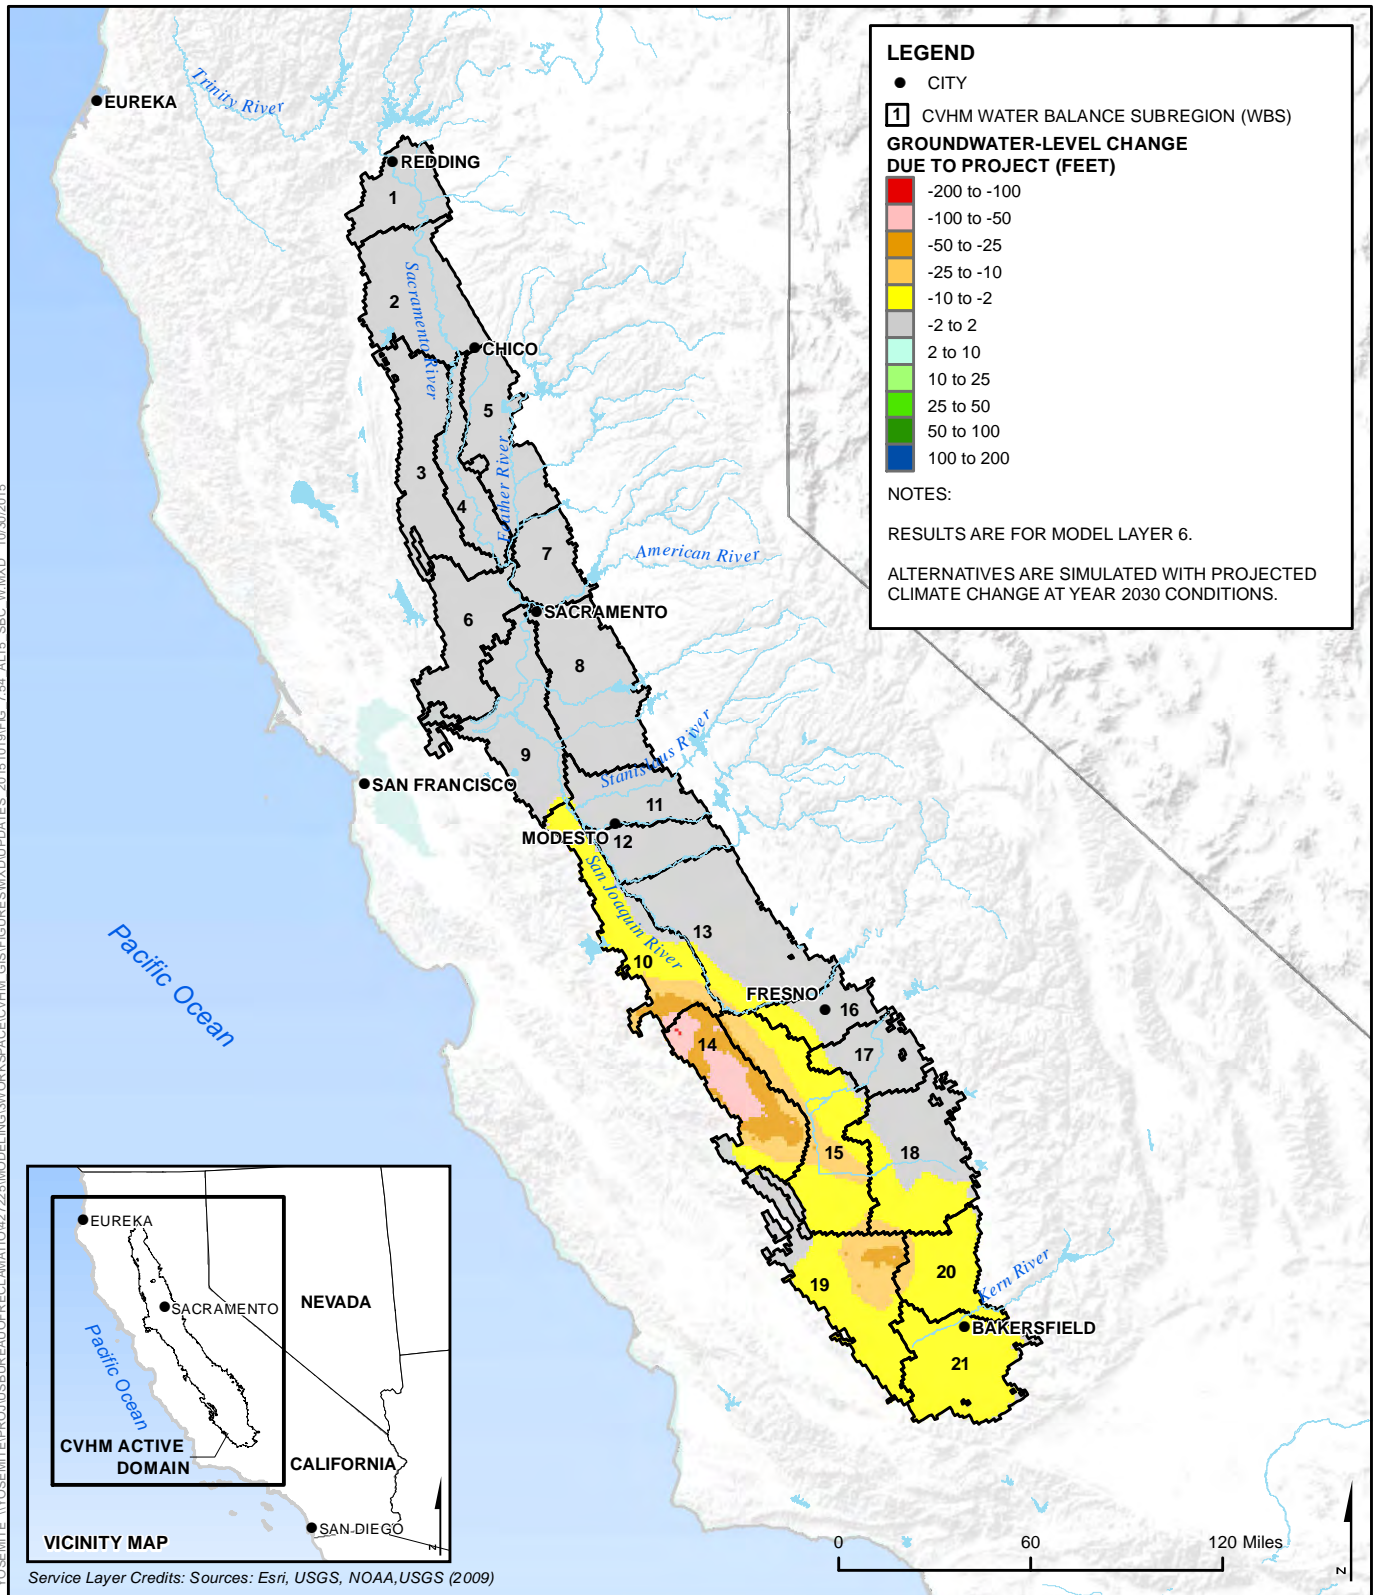 LEGEND
CITY
1 CVHM WATER BALANCE SUBREGION (WBS)
GROUNDWATER-LEVEL CHANGE
DUE TO PROJECT (FEET)
-200 to -100
-100 to -50
-50 to -25
-25 to -10
-10 to -2
-2 to 2
2 to 10
10 to 25
25 to 50
50 to 100
100 to 200
NOTES:
RESULTS ARE FOR MODEL LAYER 6.
ALTERNATIVES ARE SIMULATED WITH PROJECTED
CLIMATE CHANGE AT YEAR 2030 CONDITIONS.
EUREKA
Trinity River
REDDING
1
Sacramento River
2
CHICO
5
3
4
Feather River
7
American River
SACRAMENTO
6
8
9
Stanislaus River
SAN FRANCISCO
11
MODESTO
12
San Joaquin River
13
10
Pacific Ocean
FRESNO
16
14
17
15
18
19
20
Kern River
BAKERSFIELD
21
EUREKA
SACRAMENTO
NEVADA
Pacific Ocean
CVHM ACTIVE
DOMAIN
CALIFORNIA
SAN DIEGO
VICINITY MAP
N
0 60 120 Miles
N
Service Layer Credits: Sources: Esri, USGS, NOAA,USGS (2009)